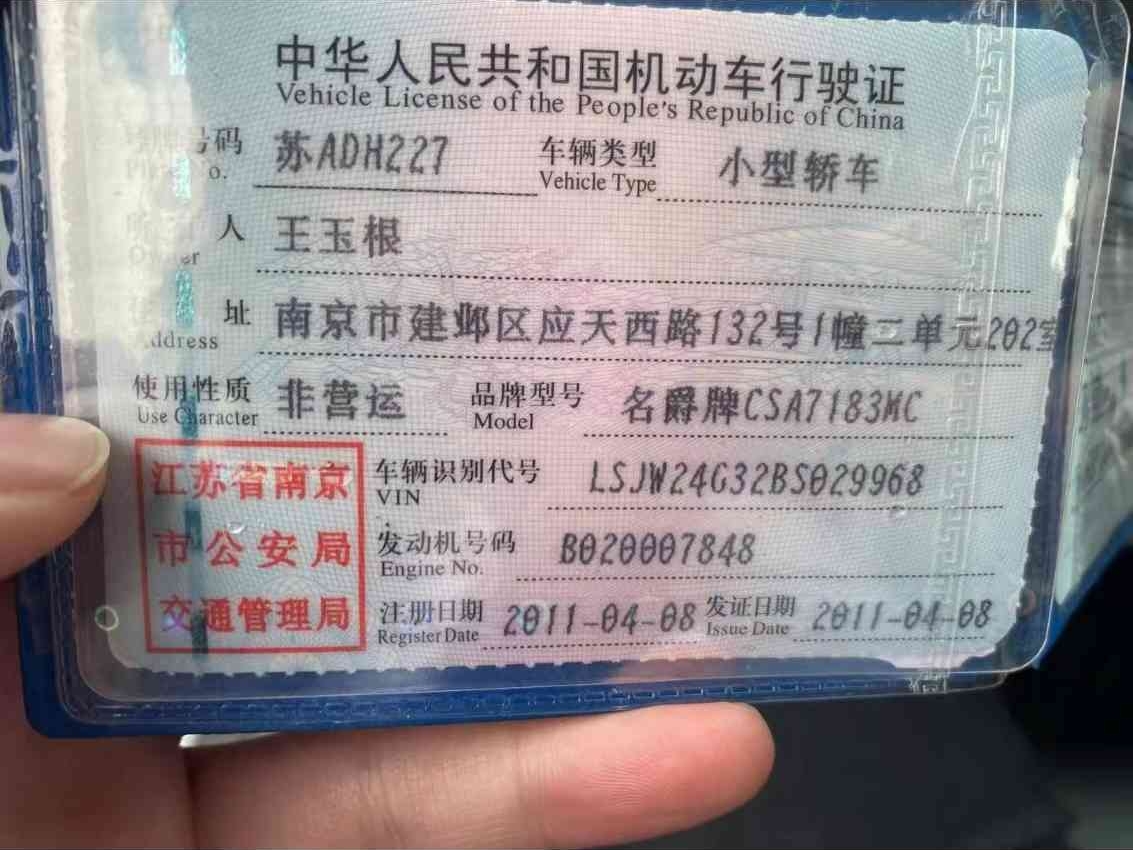 中华人民共和国机动车行驶证
Vehicle License of the People's Republic of China
号码 苏ADH227 车辆类型 小型轿车
Vehicle Type
人 王玉根
址 南京市建邺区应天西路132号1幢二单元202室
Address
使用性质 非营运 品牌型号 名爵牌CSA7183MC
Use Character Model
江苏省南京
市公安局
交通管理局
车辆识别代号 LSJW24G32BS029968
VIN
发动机号码 B020007848
Engine No.
注册日期 2011-04-08 发证日期 2011-04-08
Register Date Issue Date